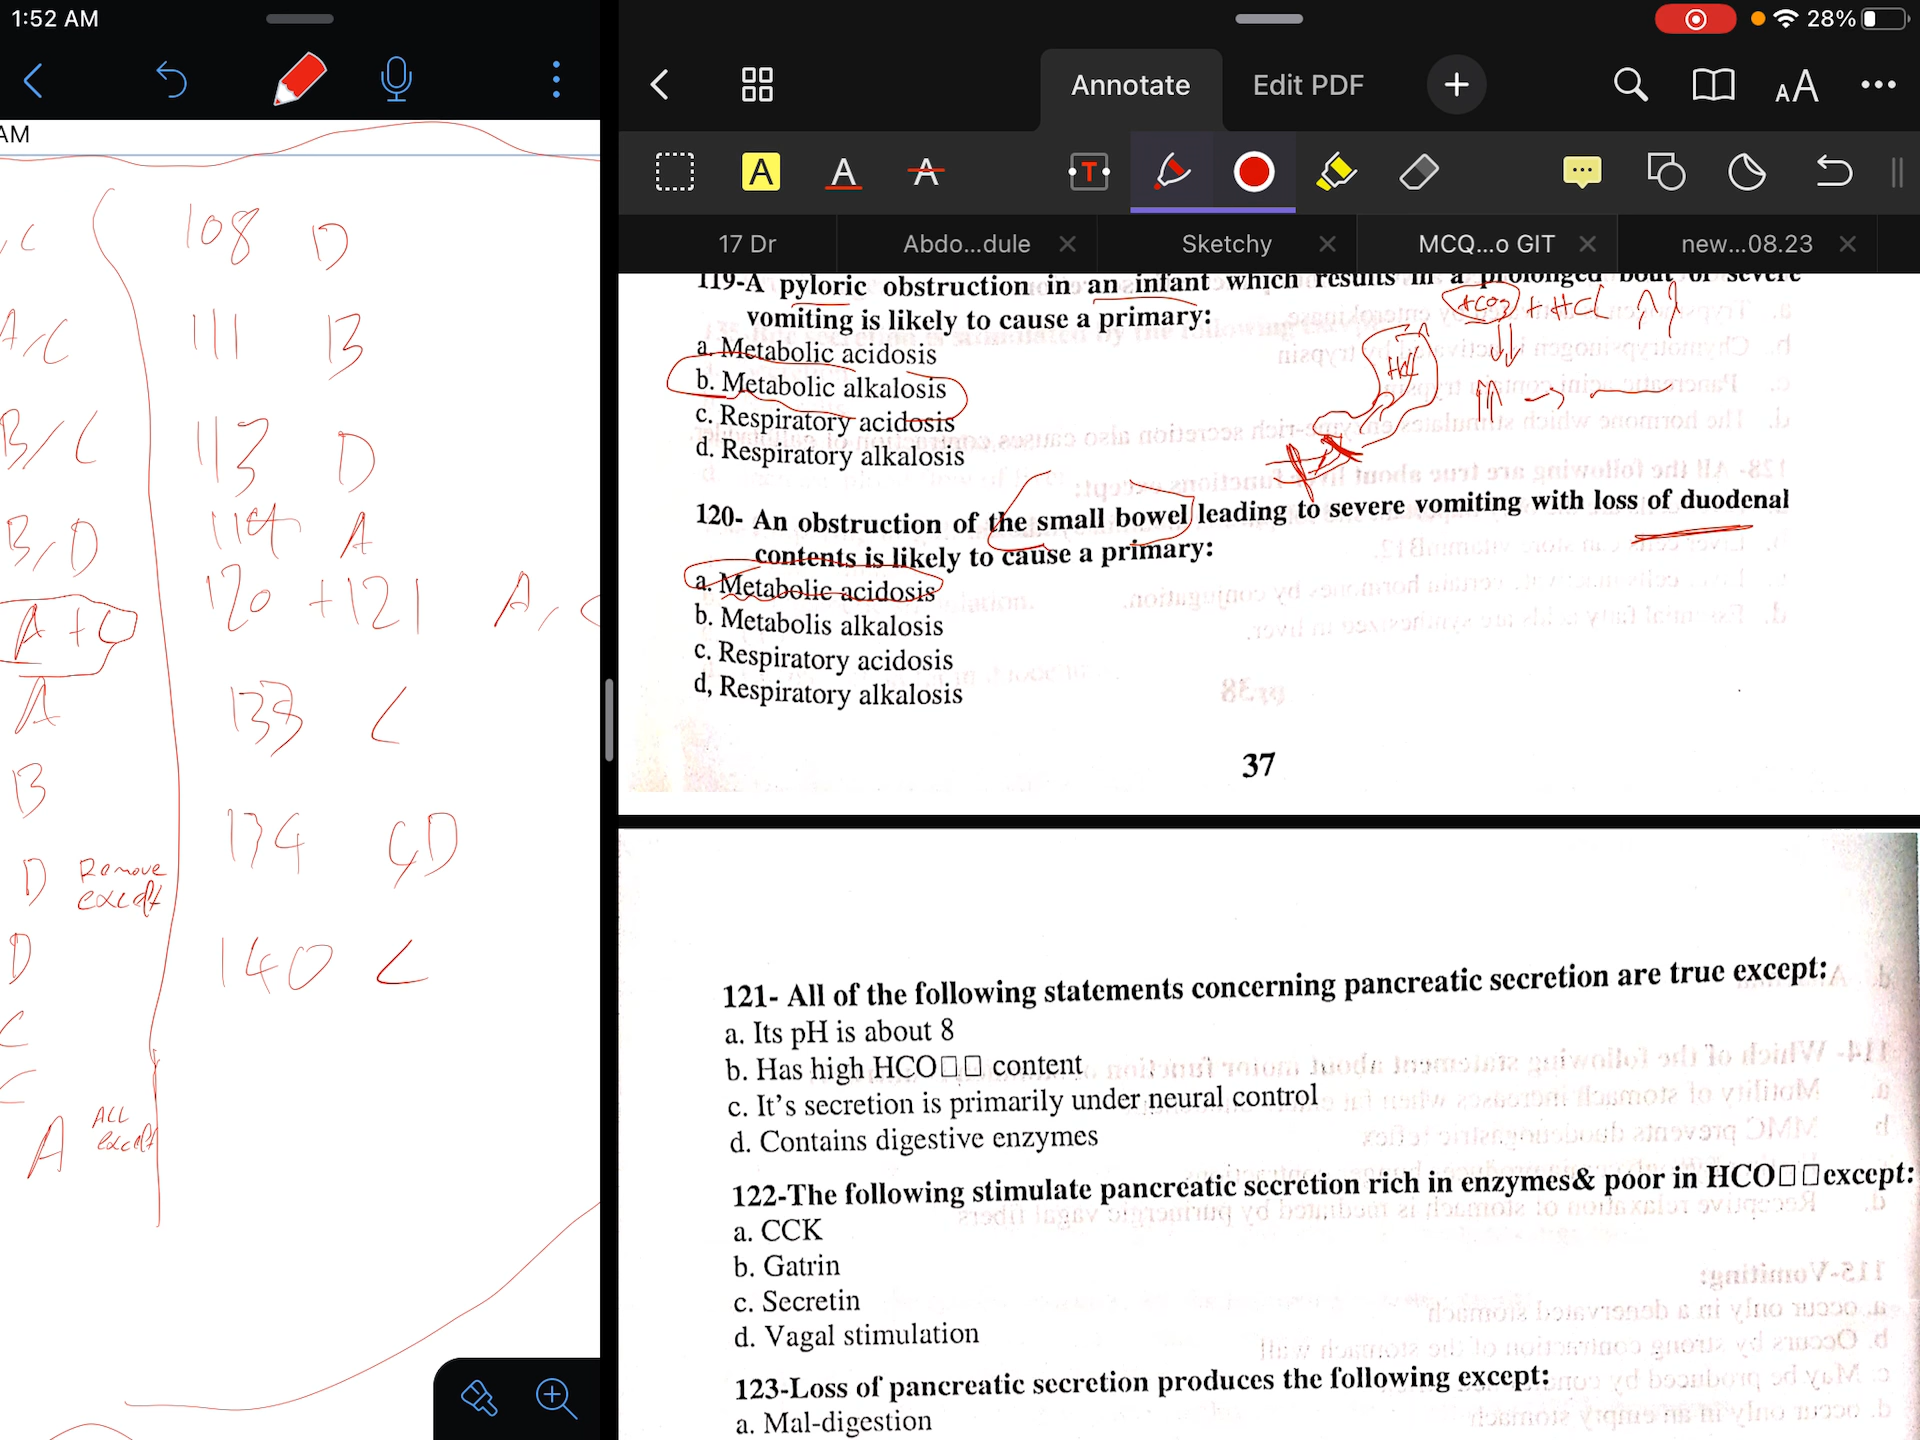 1:52 AM
28%
Annotate
Edit PDF
17 Dr
Abdo...dule
Sketchy
MCQ...o GIT
new...08.23
AM
C
A/C
B/C
B/D
A + C
A
B
D Remove except
D
C
C
A ALL except
108 D
111 B
113 D
114 A
120 + 121 A, C
138 C
134 C,D
140 C
119-A pyloric obstruction in an infant which results in a prolonged bout of severe
vomiting is likely to cause a primary:
a. Metabolic acidosis
b. Metabolic alkalosis
c. Respiratory acidosis
d. Respiratory alkalosis
HCO3 + HCL
HCL
120- An obstruction of the small bowel leading to severe vomiting with loss of duodenal
contents is likely to cause a primary:
a. Metabolic acidosis
b. Metabolis alkalosis
c. Respiratory acidosis
d, Respiratory alkalosis
37
121- All of the following statements concerning pancreatic secretion are true except:
a. Its pH is about 8
b. Has high HCO□□ content
c. It's secretion is primarily under neural control
d. Contains digestive enzymes
122-The following stimulate pancreatic secretion rich in enzymes& poor in HCO□□except:
a. CCK
b. Gatrin
c. Secretin
d. Vagal stimulation
123-Loss of pancreatic secretion produces the following except:
a. Mal-digestion